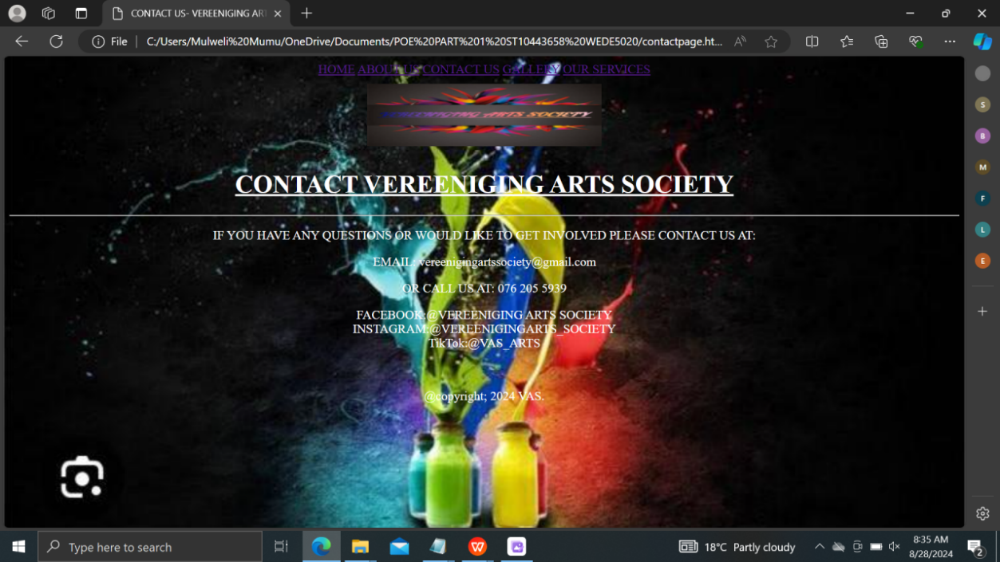 CONTACT US- VEREENIGING AR
File
C:/Users/Mulweli%20Mumu/OneDrive/Documents/POE%20PART%201%20ST10443658%20WEDE5020/contactpage.ht...
HOME ABOUT US CONTACT US GALLERY OUR SERVICES
VEREENIGING ARTS SOCIETY
CONTACT VEREENIGING ARTS SOCIETY
IF YOU HAVE ANY QUESTIONS OR WOULD LIKE TO GET INVOLVED PLEASE CONTACT US AT:
EMAIL: vereenigingartssociety@gmail.com
OR CALL US AT: 076 205 5939
FACEBOOK:@VEREENIGING ARTS SOCIETY
INSTAGRAM:@VEREENIGINGARTS_SOCIETY
TikTok:@VAS_ARTS
@copyright; 2024 VAS.
S
B
M
F
L
E
Type here to search
18°C Partly cloudy
8:35 AM
8/28/2024
2